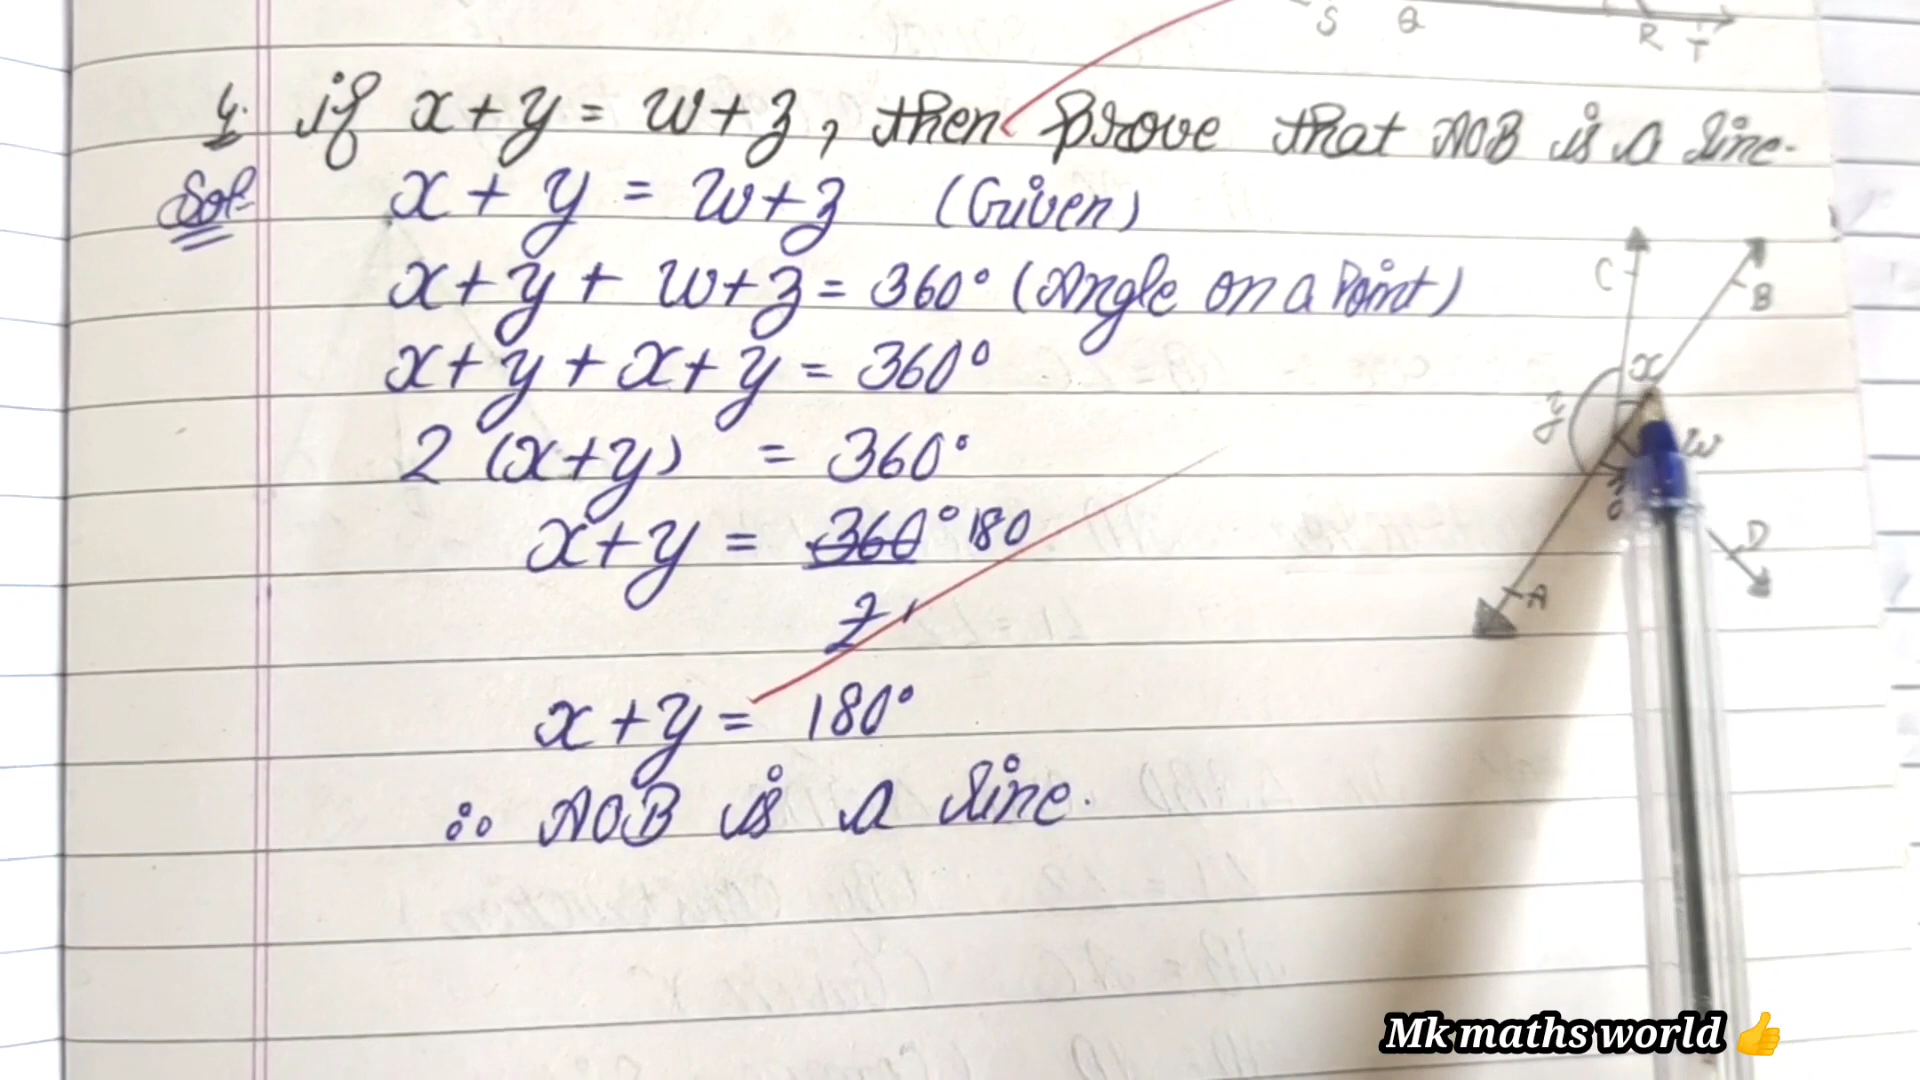 S Q R T
4. if x + y = w + z, then prove that AOB is a line.
Sol. x + y = w + z (Given)
x + y + w + z = 360° (Angle on a Point)
x + y + x + y = 360°
2 (x + y) = 360°
x + y = 360° 180
2 1
x + y = 180°
∴ AOB is a line.
C B
x
y w
D
A
Mk maths world 👍